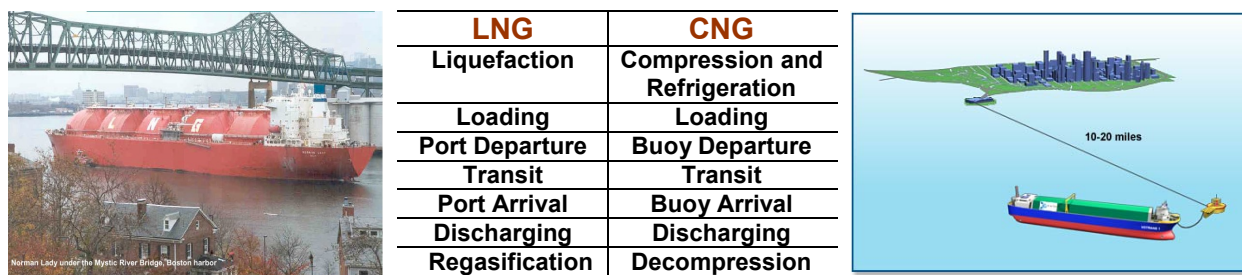 L N G
Norman Lady under the Mystic River Bridge, Boston harbor
LNG CNG
Liquefaction Compression and
Refrigeration
Loading Loading
Port Departure Buoy Departure
Transit Transit
Port Arrival Buoy Arrival
Discharging Discharging
Regasification Decompression
10-20 miles